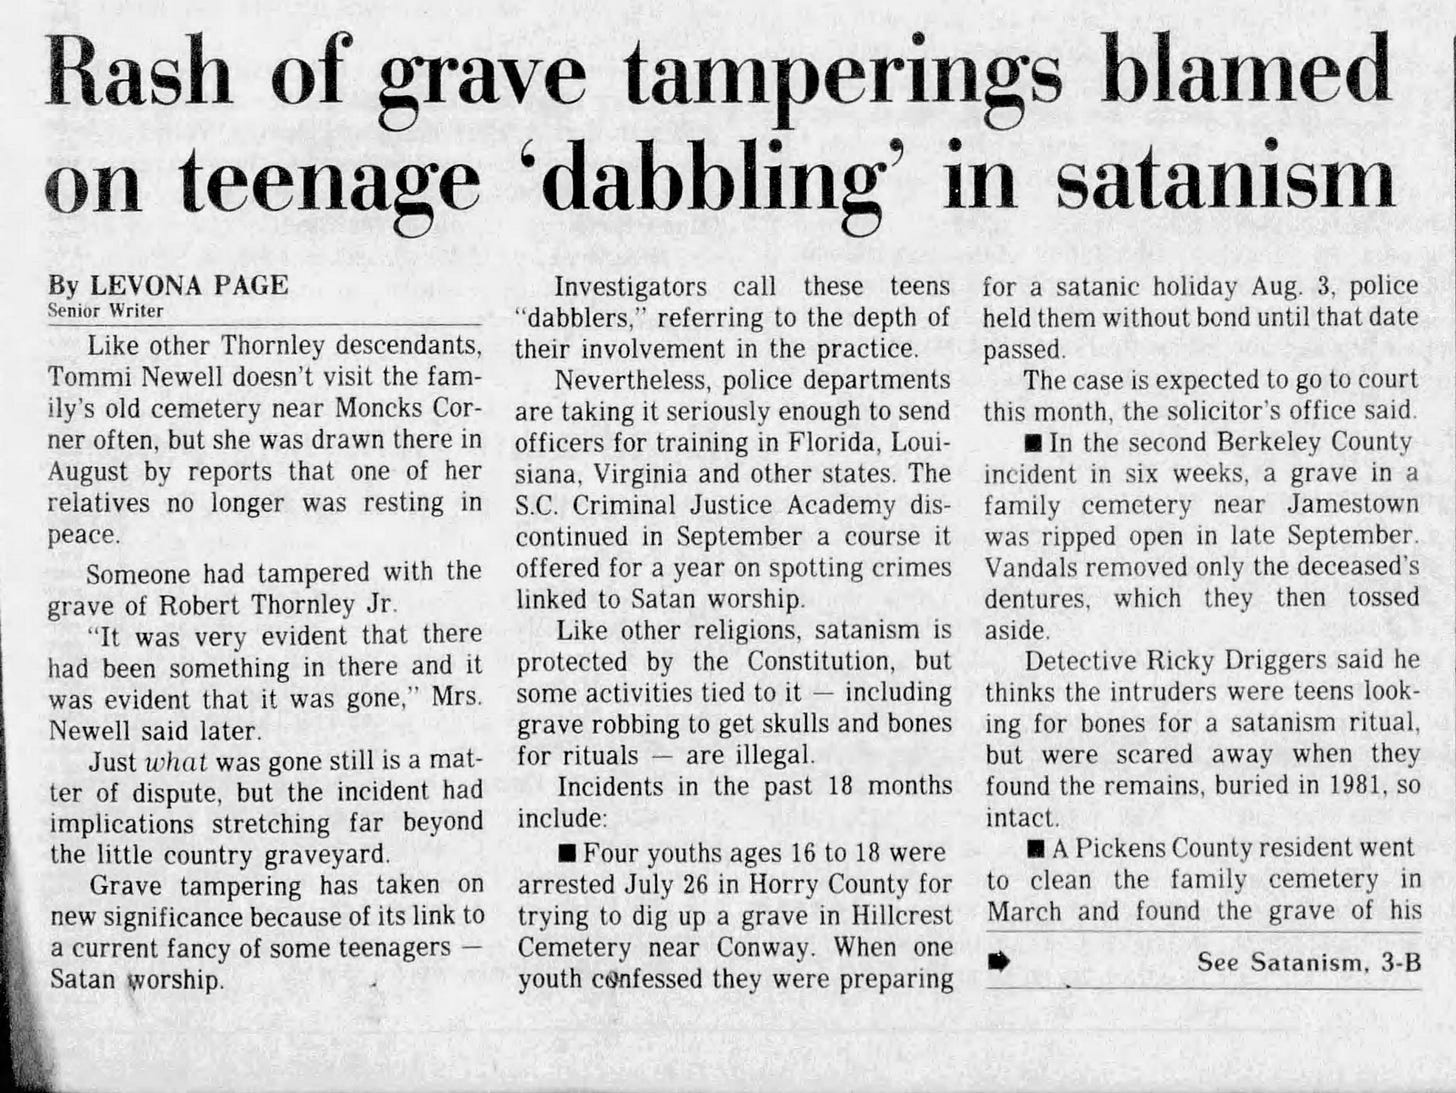 Rash of grave tamperings blamed
on teenage ‘dabbling’ in satanism
By LEVONA PAGE
Senior Writer
Like other Thornley descendants,
Tommi Newell doesn't visit the fam-
ily's old cemetery near Moncks Cor-
ner often, but she was drawn there in
August by reports that one of her
relatives no longer was resting in
peace.
Someone had tampered with the
grave of Robert Thornley Jr.
“It was very evident that there
had been something in there and it
was evident that it was gone,” Mrs.
Newell said later.
Just what was gone still is a mat-
ter of dispute, but the incident had
implications stretching far beyond
the little country graveyard.
Grave tampering has taken on
new significance because of its link to
a current fancy of some teenagers —
Satan worship.
Investigators call these teens
“dabblers,” referring to the depth of
their involvement in the practice.
Nevertheless, police departments
are taking it seriously enough to send
officers for training in Florida, Loui-
siana, Virginia and other states. The
S.C. Criminal Justice Academy dis-
continued in September a course it
offered for a year on spotting crimes
linked to Satan worship.
Like other religions, satanism is
protected by the Constitution, but
some activities tied to it — including
grave robbing to get skulls and bones
for rituals — are illegal.
Incidents in the past 18 months
include:
■ Four youths ages 16 to 18 were
arrested July 26 in Horry County for
trying to dig up a grave in Hillcrest
Cemetery near Conway. When one
youth confessed they were preparing
for a satanic holiday Aug. 3, police
held them without bond until that date
passed.
The case is expected to go to court
this month, the solicitor's office said.
■ In the second Berkeley County
incident in six weeks, a grave in a
family cemetery near Jamestown
was ripped open in late September.
Vandals removed only the deceased's
dentures, which they then tossed
aside.
Detective Ricky Driggers said he
thinks the intruders were teens look-
ing for bones for a satanism ritual,
but were scared away when they
found the remains, buried in 1981, so
intact.
■ A Pickens County resident went
to clean the family cemetery in
March and found the grave of his
See Satanism, 3-B